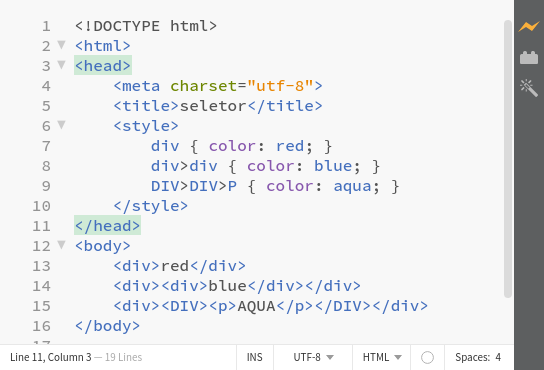 1 <!DOCTYPE html>
2 <html>
3 <head>
4     <meta charset="utf-8">
5     <title>seletor</title>
6     <style>
7         div { color: red; }
8         div>div { color: blue; }
9         DIV>DIV>P { color: aqua; }
10     </style>
11 </head>
12 <body>
13     <div>red</div>
14     <div><div>blue</div></div>
15     <div><DIV><p>AQUA</p></DIV></div>
16 </body>
Line 11, Column 3 — 19 Lines INS UTF-8 HTML Spaces: 4